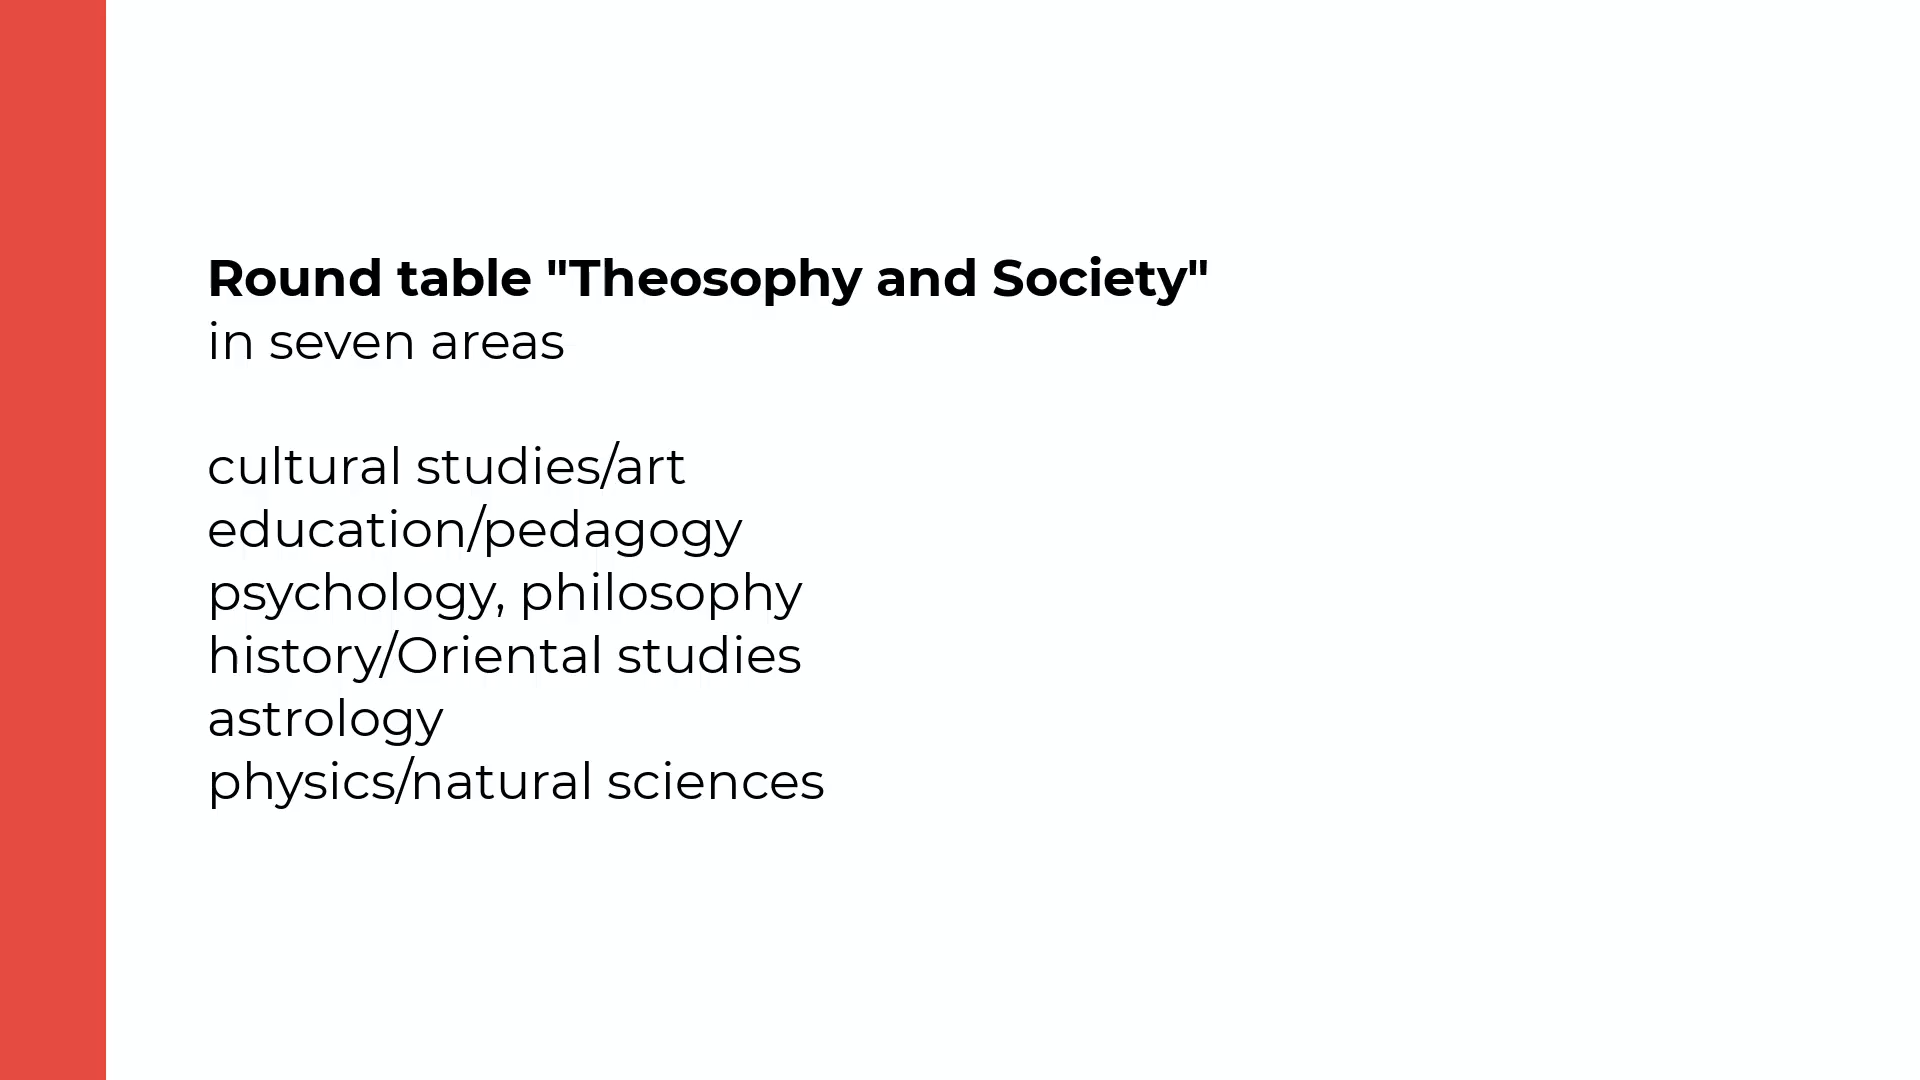 Round table "Theosophy and Society"
in seven areas
cultural studies/art
education/pedagogy
psychology, philosophy
history/Oriental studies
astrology
physics/natural sciences